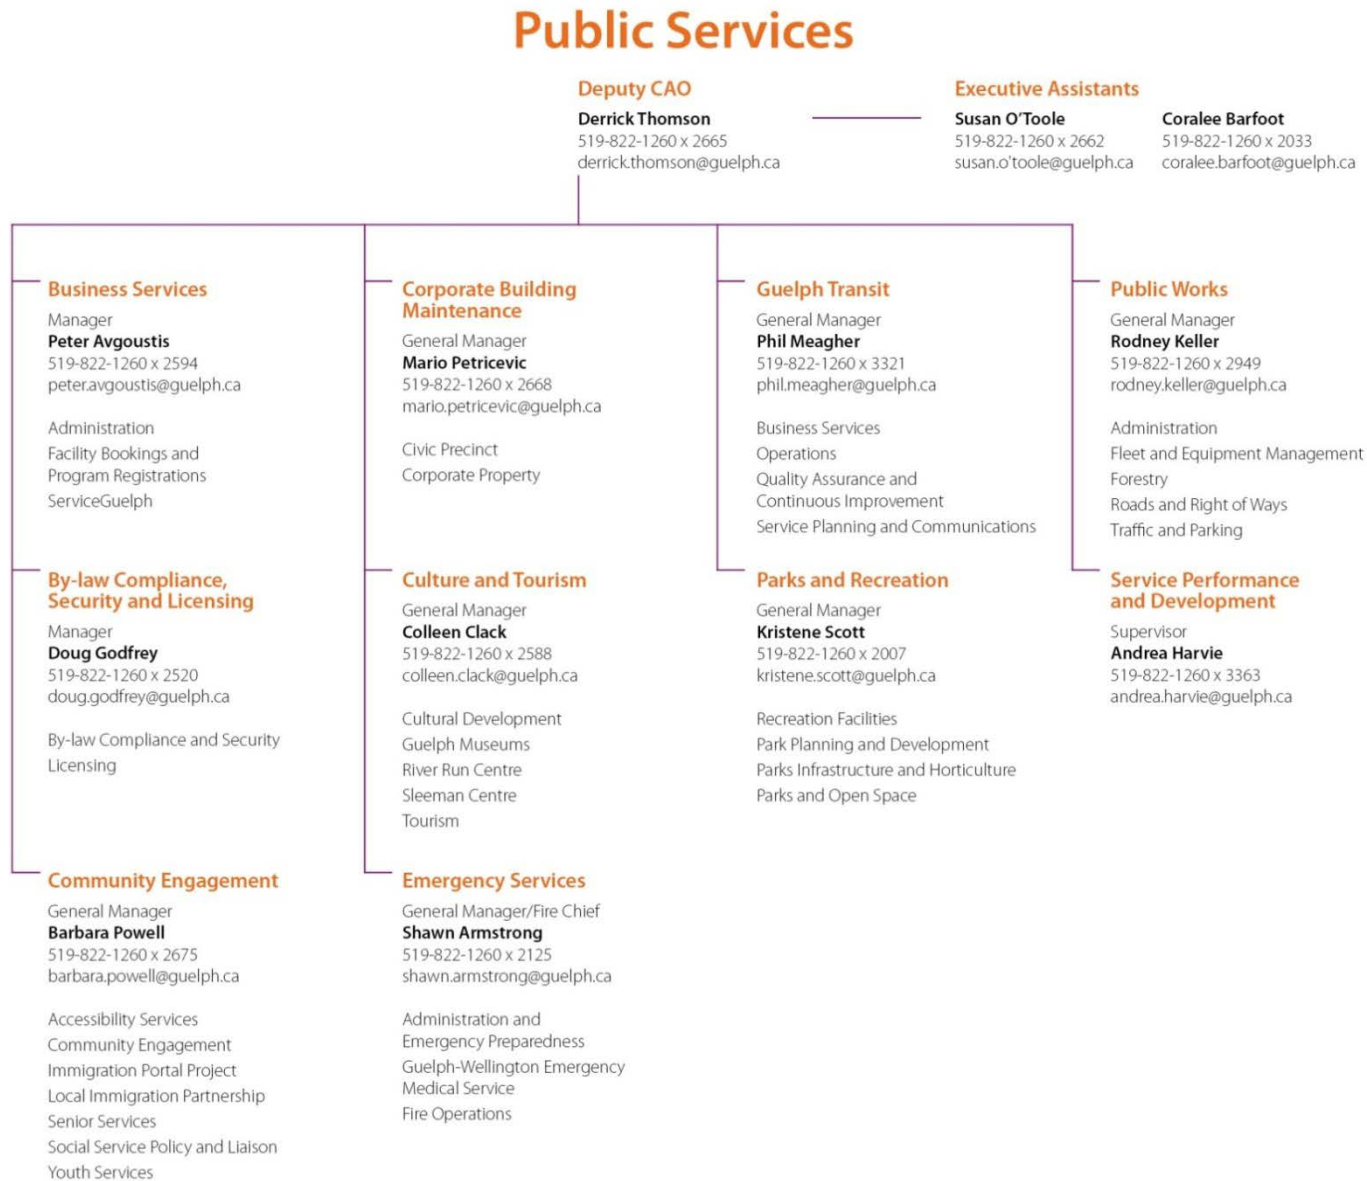 Public Services
Deputy CAO
Derrick Thomson
519-822-1260 x 2665
derrick.thomson@guelph.ca
Executive Assistants
Susan O'Toole
519-822-1260 x 2662
susan.o'toole@guelph.ca
Coralee Barfoot
519-822-1260 x 2033
coralee.barfoot@guelph.ca
Business Services
Manager
Peter Avgoustis
519-822-1260 x 2594
peter.avgoustis@guelph.ca
Administration
Facility Bookings and
Program Registrations
ServiceGuelph
Corporate Building
Maintenance
General Manager
Mario Petricevic
519-822-1260 x 2668
mario.petricevic@guelph.ca
Civic Precinct
Corporate Property
Guelph Transit
General Manager
Phil Meagher
519-822-1260 x 3321
phil.meagher@guelph.ca
Business Services
Operations
Quality Assurance and
Continuous Improvement
Service Planning and Communications
Public Works
General Manager
Rodney Keller
519-822-1260 x 2949
rodney.keller@guelph.ca
Administration
Fleet and Equipment Management
Forestry
Roads and Right of Ways
Traffic and Parking
By-law Compliance,
Security and Licensing
Manager
Doug Godfrey
519-822-1260 x 2520
doug.godfrey@guelph.ca
By-law Compliance and Security
Licensing
Culture and Tourism
General Manager
Colleen Clack
519-822-1260 x 2588
colleen.clack@guelph.ca
Cultural Development
Guelph Museums
River Run Centre
Sleeman Centre
Tourism
Parks and Recreation
General Manager
Kristene Scott
519-822-1260 x 2007
kristene.scott@guelph.ca
Recreation Facilities
Park Planning and Development
Parks Infrastructure and Horticulture
Parks and Open Space
Service Performance
and Development
Supervisor
Andrea Harvie
519-822-1260 x 3363
andrea.harvie@guelph.ca
Community Engagement
General Manager
Barbara Powell
519-822-1260 x 2675
barbara.powell@guelph.ca
Accessibility Services
Community Engagement
Immigration Portal Project
Local Immigration Partnership
Senior Services
Social Service Policy and Liaison
Youth Services
Emergency Services
General Manager/Fire Chief
Shawn Armstrong
519-822-1260 x 2125
shawn.armstrong@guelph.ca
Administration and
Emergency Preparedness
Guelph-Wellington Emergency
Medical Service
Fire Operations